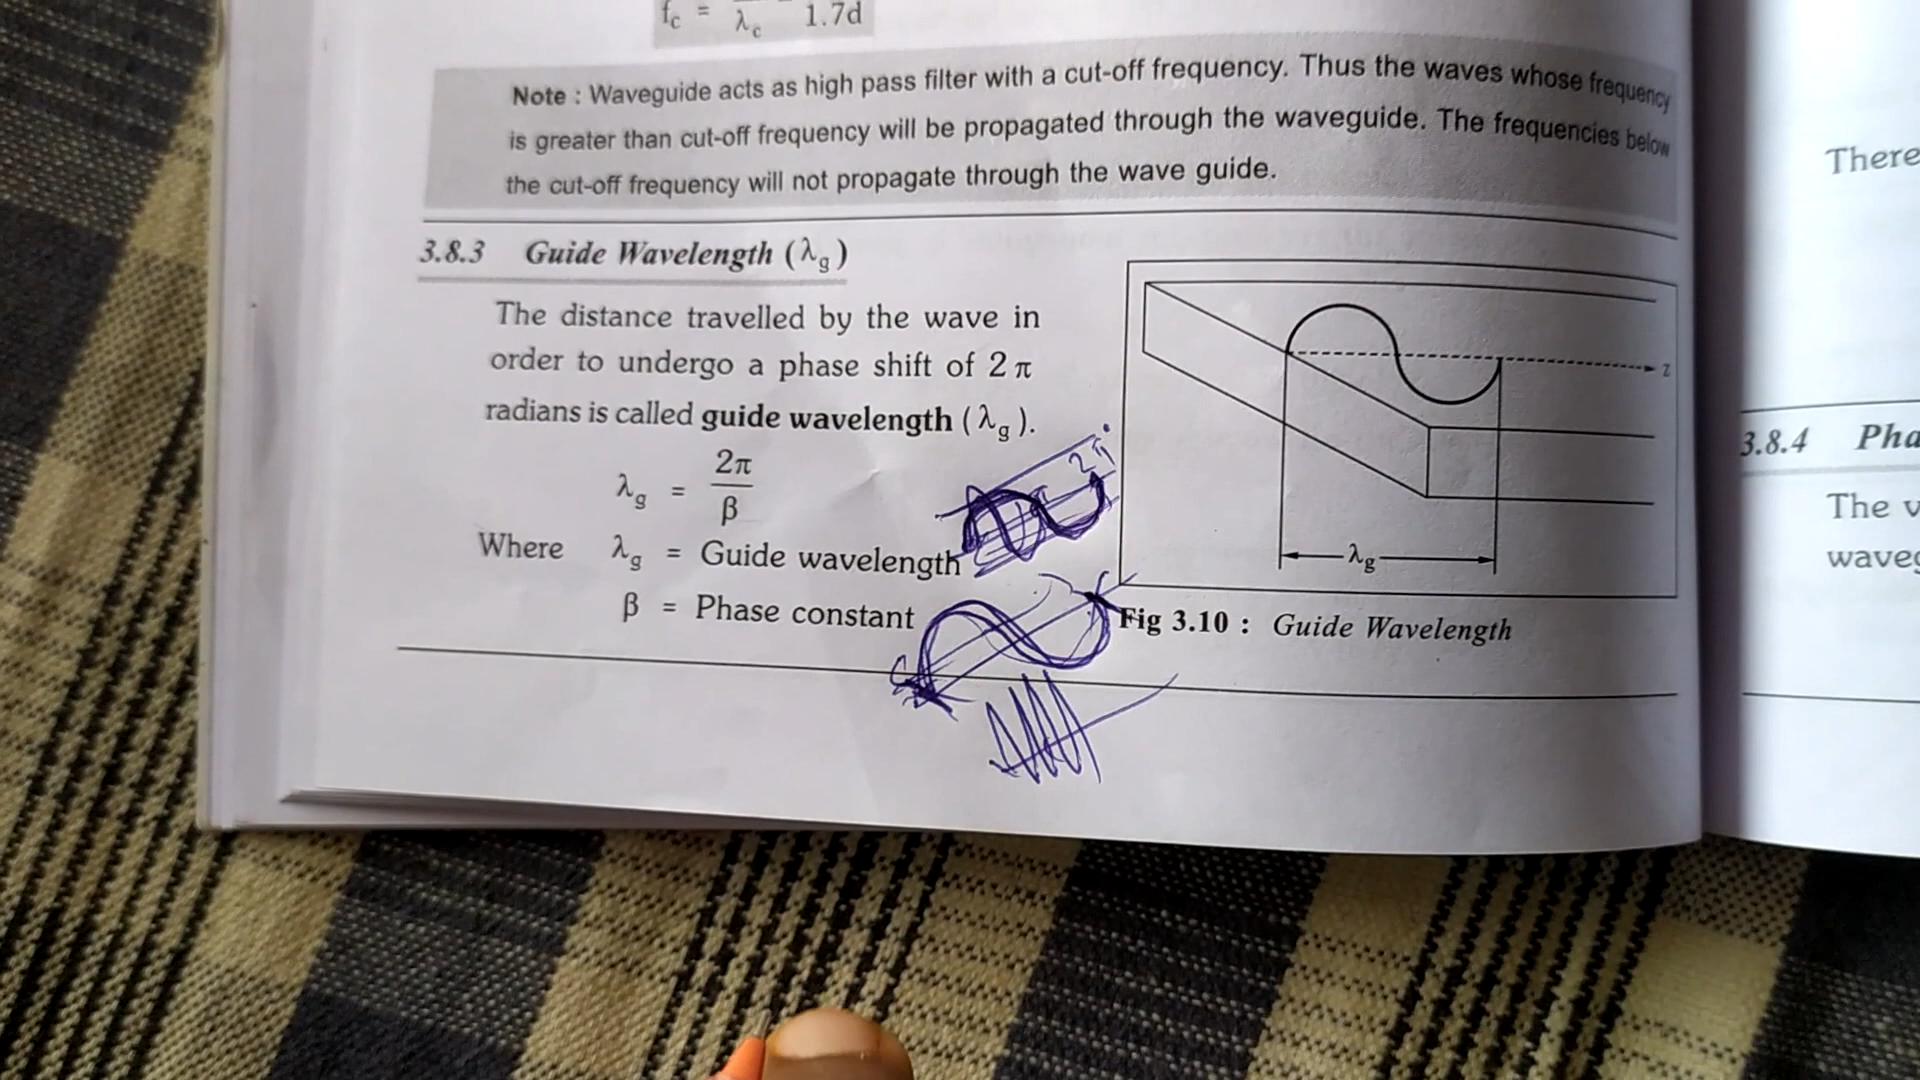 fc = λc 1.7d
Note : Waveguide acts as high pass filter with a cut-off frequency. Thus the waves whose frequency
is greater than cut-off frequency will be propagated through the waveguide. The frequencies below
the cut-off frequency will not propagate through the wave guide.
3.8.3 Guide Wavelength (λg)
The distance travelled by the wave in
order to undergo a phase shift of 2 π
radians is called guide wavelength (λg).
λg = 2π
β
Where λg = Guide wavelength
β = Phase constant
2π
z
λg
Fig 3.10 : Guide Wavelength
There
3.8.4 Pha
The